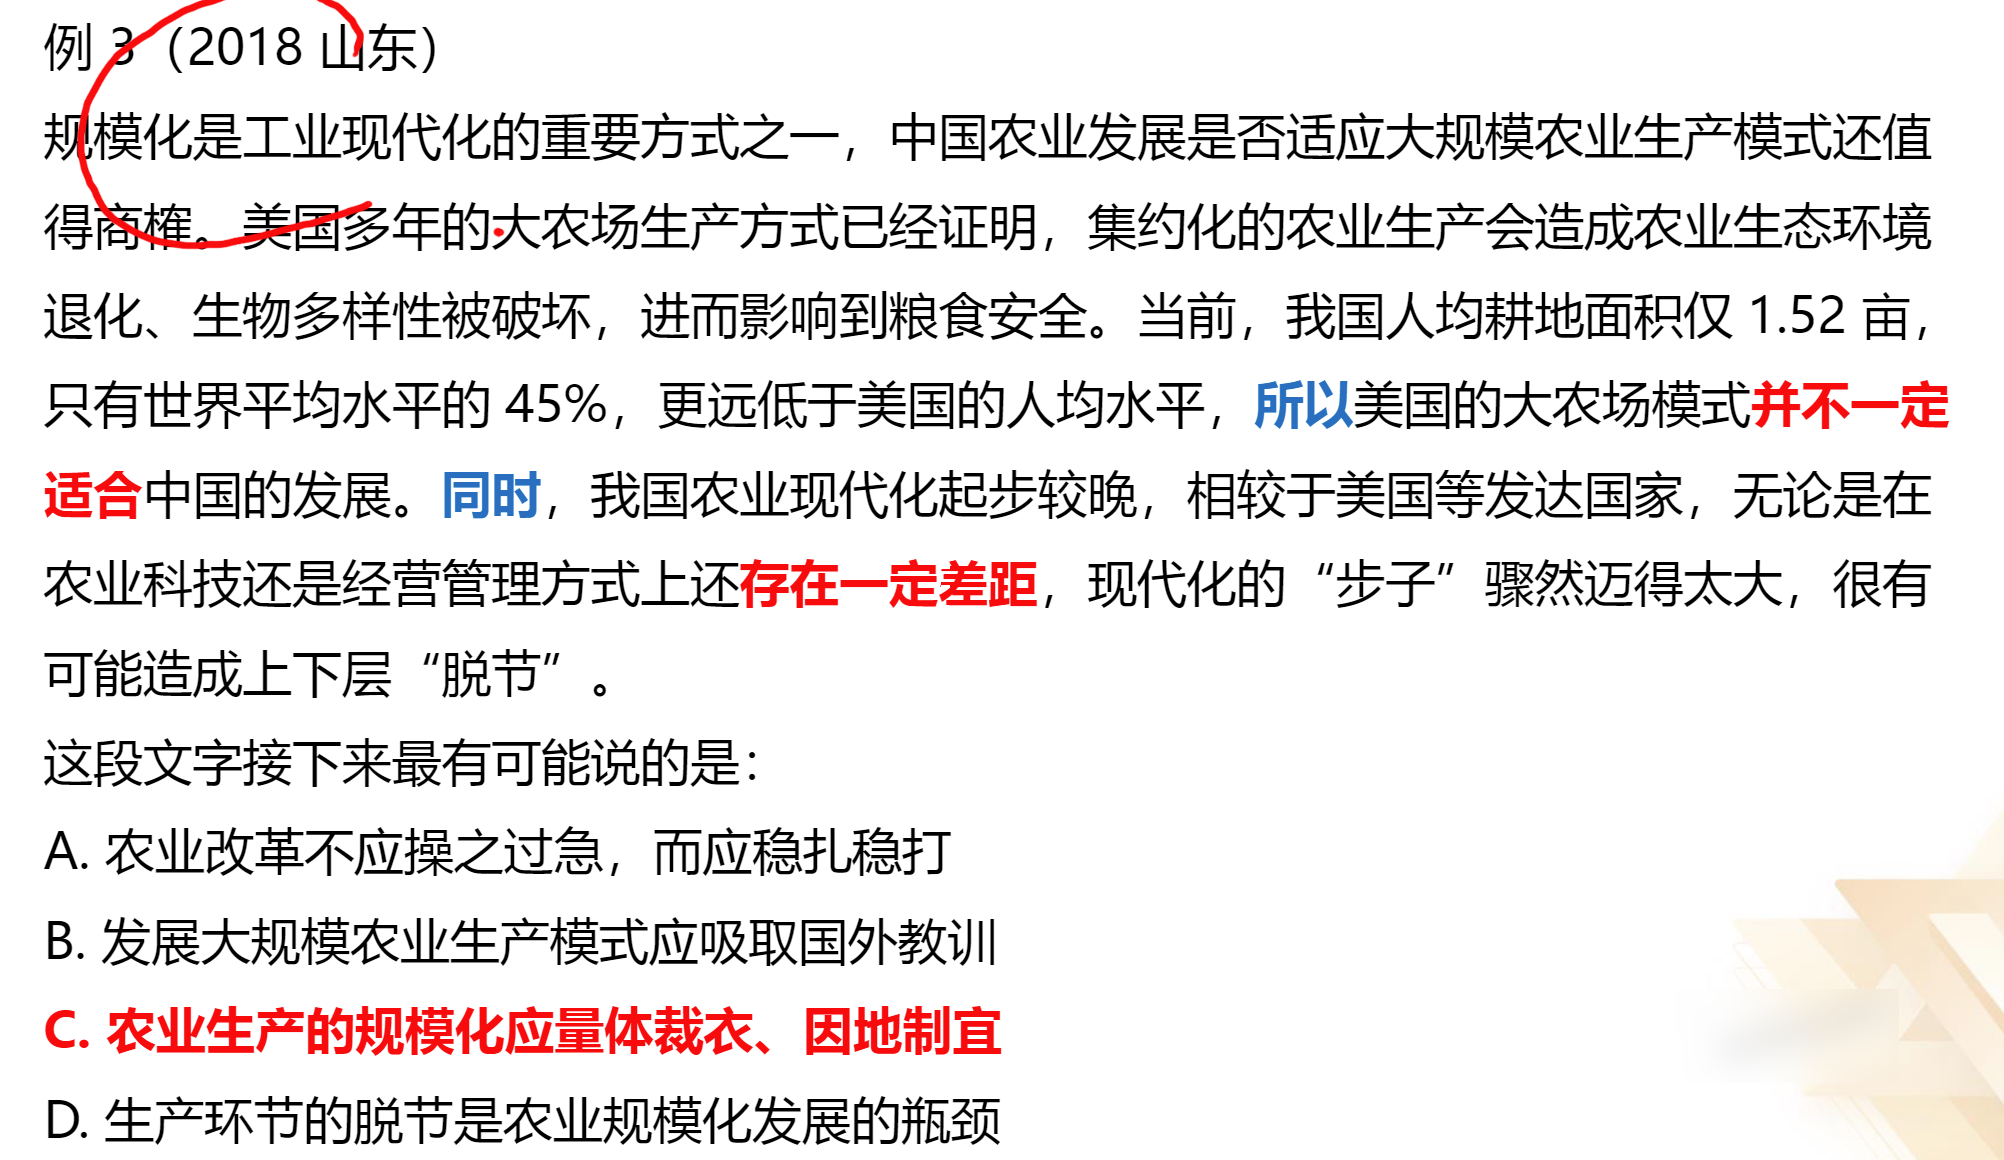 例 3（2018 山东）
规模化是工业现代化的重要方式之一，中国农业发展是否适应大规模农业生产模式还值
得商榷。美国多年的大农场生产方式已经证明，集约化的农业生产会造成农业生态环境
退化、生物多样性被破坏，进而影响到粮食安全。当前，我国人均耕地面积仅 1.52 亩，
只有世界平均水平的 45%，更远低于美国的人均水平，所以美国的大农场模式并不一定
适合中国的发展。同时，我国农业现代化起步较晚，相较于美国等发达国家，无论是在
农业科技还是经营管理方式上还存在一定差距，现代化的“步子”骤然迈得太大，很有
可能造成上下层“脱节”。
这段文字接下来最有可能说的是：
A. 农业改革不应操之过急，而应稳扎稳打
B. 发展大规模农业生产模式应吸取国外教训
C. 农业生产的规模化应量体裁衣、因地制宜
D. 生产环节的脱节是农业规模化发展的瓶颈